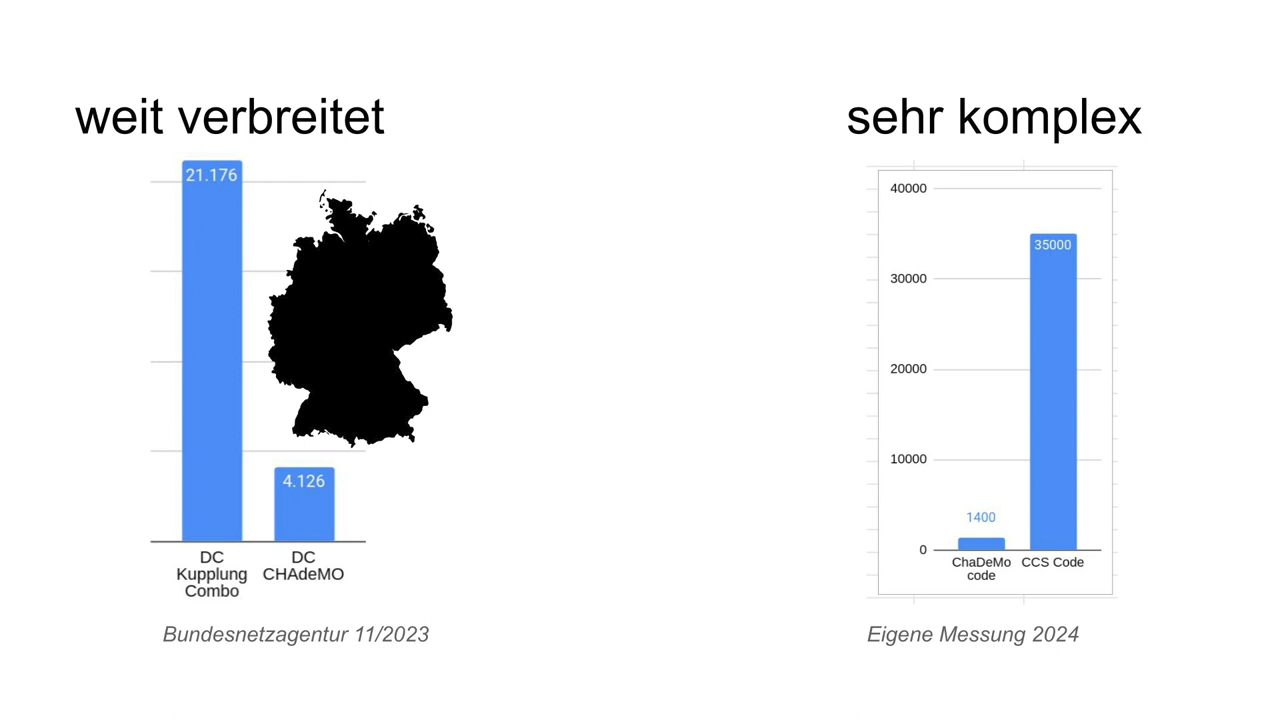 weit verbreitet
21.176
4.126
DC
Kupplung
Combo
DC
CHAdeMO
Bundesnetzagentur 11/2023
sehr komplex
40000
30000
20000
10000
0
35000
1400
ChaDeMo
code
CCS Code
Eigene Messung 2024